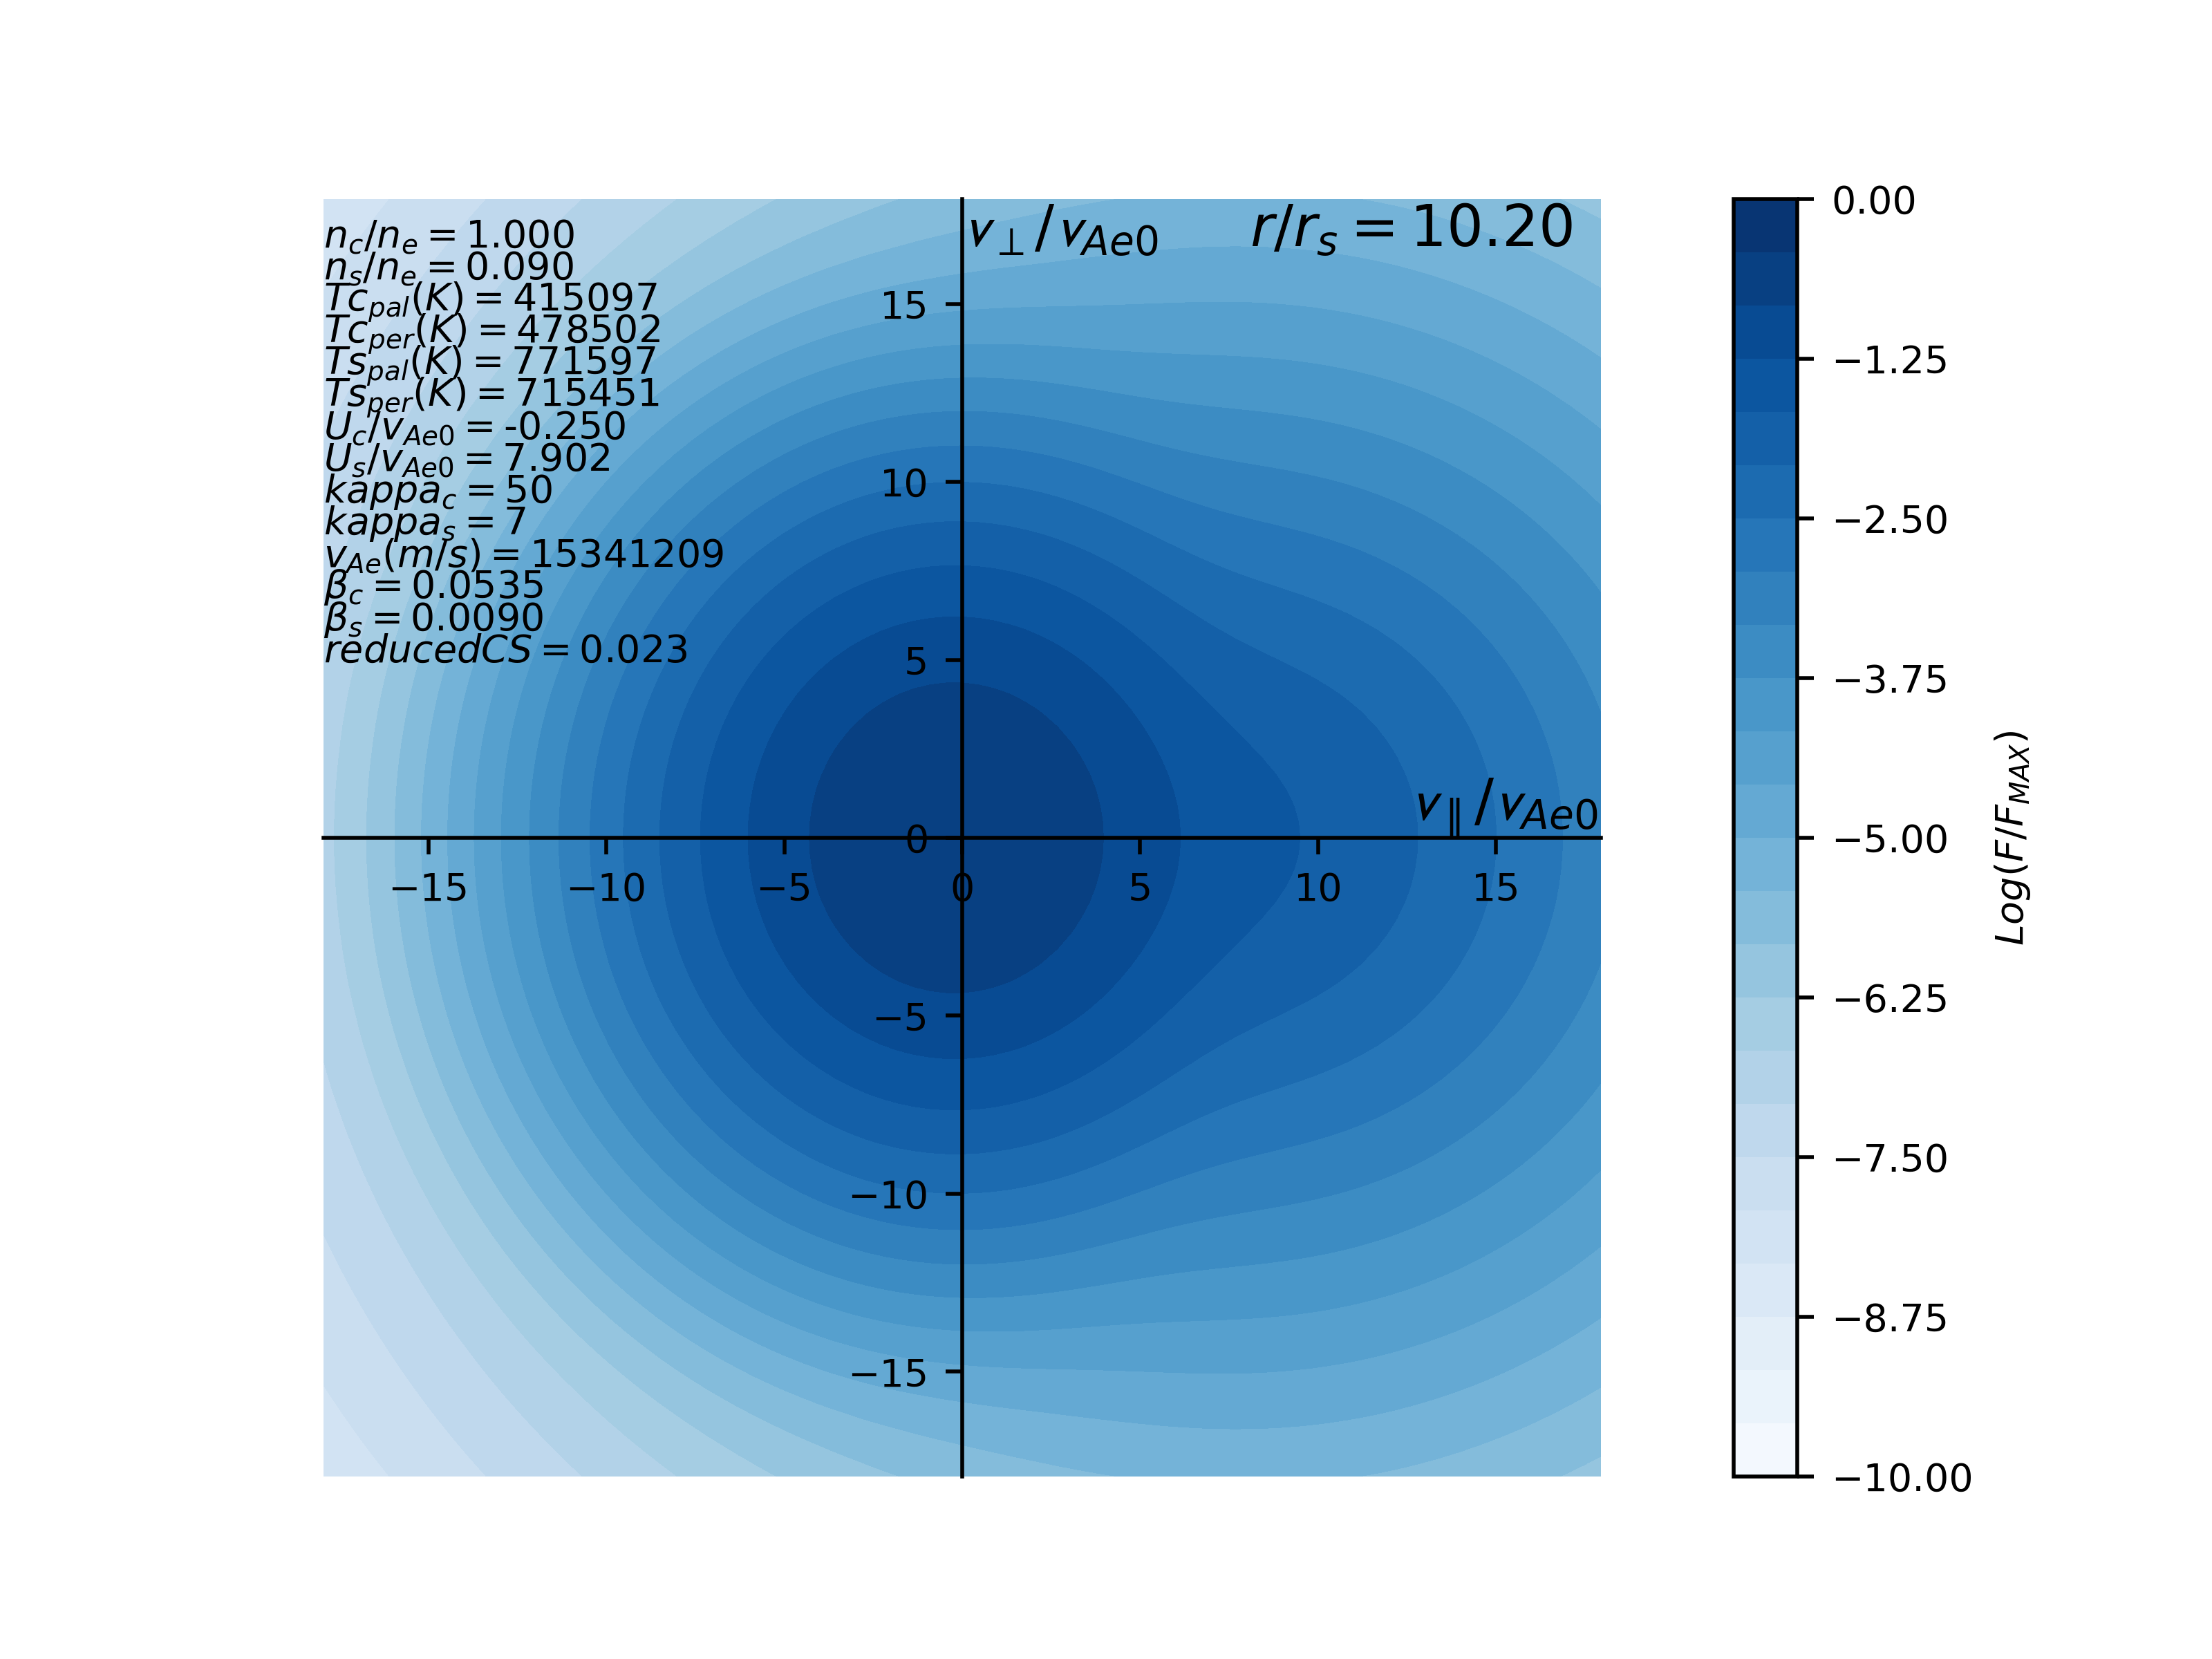 n_c/n_e = 1.000
n_s/n_e = 0.090
Tc_pal(K) = 415097
Tc_per(K) = 478502
Ts_pal(K) = 771597
Ts_per(K) = 715451
U_c/v_Ae0 = -0.250
U_s/v_Ae0 = 7.902
kappa_c = 50
kappa_s = 7
v_Ae(m/s) = 15341209
β_c = 0.0535
β_s = 0.0090
reducedCS = 0.023
v_⊥/v_Ae0
r/r_s = 10.20
15
10
5
0
−5
−10
−15
v_∥/v_Ae0
−15 −10 −5 0 5 10 15
0.00
−1.25
−2.50
−3.75
−5.00
−6.25
−7.50
−8.75
−10.00
Log(F/F_MAX)